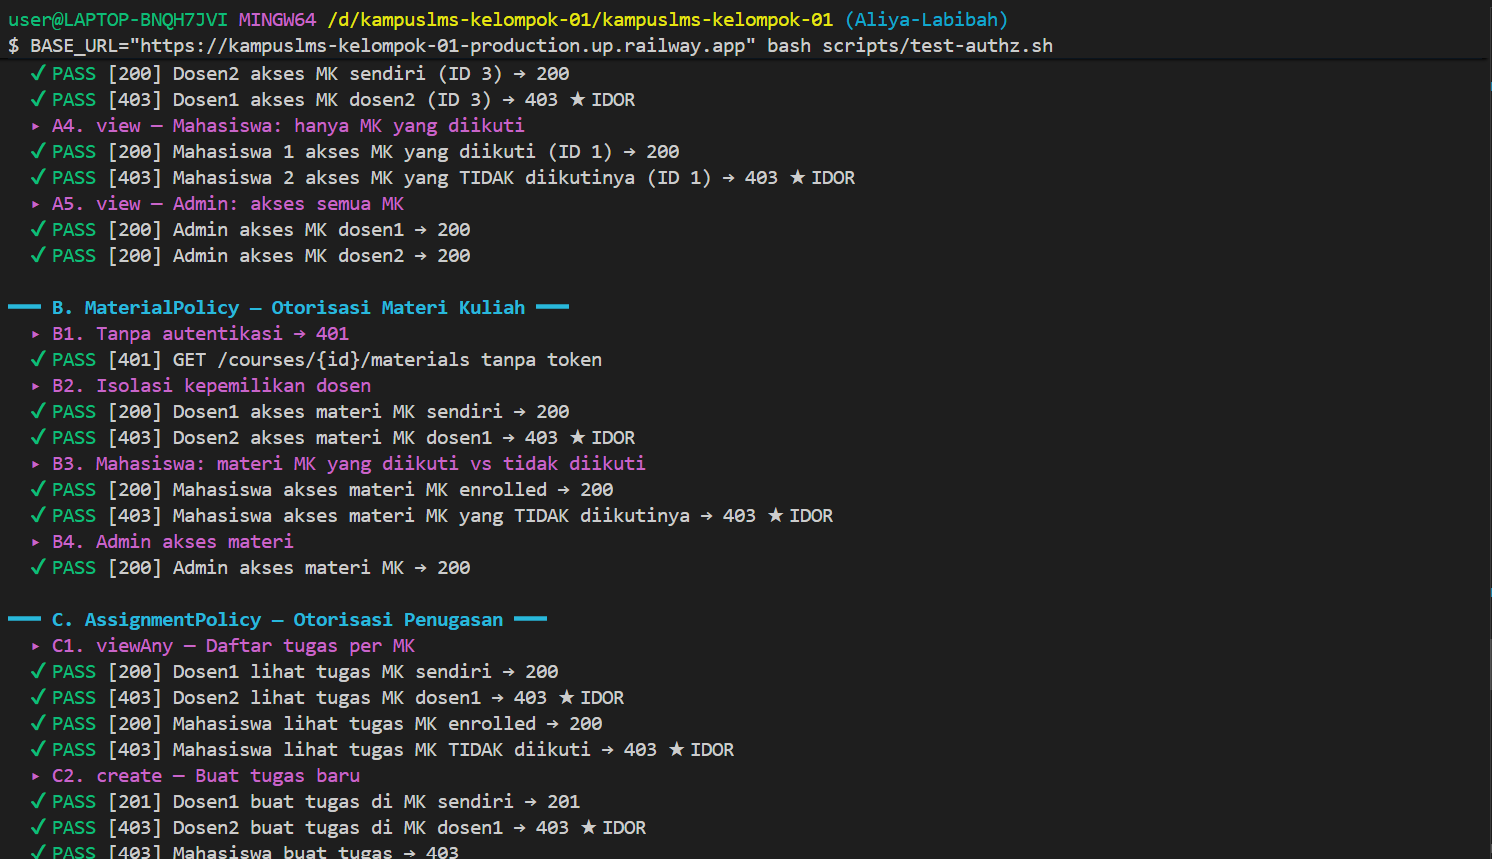 user@LAPTOP-BNQH7JVI MINGW64 /d/kampuslms-kelompok-01/kampuslms-kelompok-01 (Aliya-Labibah)
$ BASE_URL="https://kampuslms-kelompok-01-production.up.railway.app" bash scripts/test-authz.sh
✓ PASS [200] Dosen2 akses MK sendiri (ID 3) → 200
✓ PASS [403] Dosen1 akses MK dosen2 (ID 3) → 403 ★ IDOR
▸ A4. view — Mahasiswa: hanya MK yang diikuti
✓ PASS [200] Mahasiswa 1 akses MK yang diikuti (ID 1) → 200
✓ PASS [403] Mahasiswa 2 akses MK yang TIDAK diikutinya (ID 1) → 403 ★ IDOR
▸ A5. view — Admin: akses semua MK
✓ PASS [200] Admin akses MK dosen1 → 200
✓ PASS [200] Admin akses MK dosen2 → 200
━━━ B. MaterialPolicy — Otorisasi Materi Kuliah ━━━
▸ B1. Tanpa autentikasi → 401
✓ PASS [401] GET /courses/{id}/materials tanpa token
▸ B2. Isolasi kepemilikan dosen
✓ PASS [200] Dosen1 akses materi MK sendiri → 200
✓ PASS [403] Dosen2 akses materi MK dosen1 → 403 ★ IDOR
▸ B3. Mahasiswa: materi MK yang diikuti vs tidak diikuti
✓ PASS [200] Mahasiswa akses materi MK enrolled → 200
✓ PASS [403] Mahasiswa akses materi MK yang TIDAK diikutinya → 403 ★ IDOR
▸ B4. Admin akses materi
✓ PASS [200] Admin akses materi MK → 200
━━━ C. AssignmentPolicy — Otorisasi Penugasan ━━━
▸ C1. viewAny — Daftar tugas per MK
✓ PASS [200] Dosen1 lihat tugas MK sendiri → 200
✓ PASS [403] Dosen2 lihat tugas MK dosen1 → 403 ★ IDOR
✓ PASS [200] Mahasiswa lihat tugas MK enrolled → 200
✓ PASS [403] Mahasiswa lihat tugas MK TIDAK diikuti → 403 ★ IDOR
▸ C2. create — Buat tugas baru
✓ PASS [201] Dosen1 buat tugas di MK sendiri → 201
✓ PASS [403] Dosen2 buat tugas di MK dosen1 → 403 ★ IDOR
✓ PASS [403] Mahasiswa buat tugas → 403